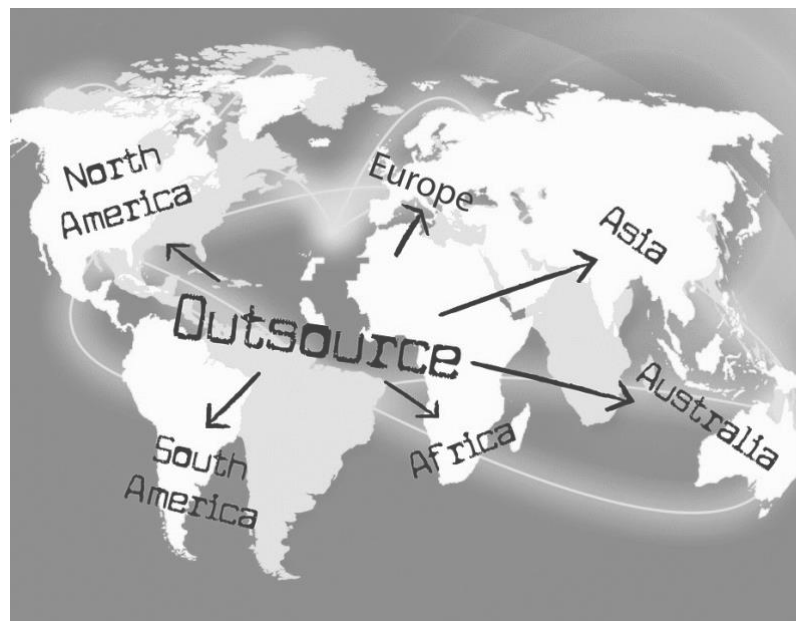 North
America
Europe
Asia
Outsource
Australia
South
America
Africa